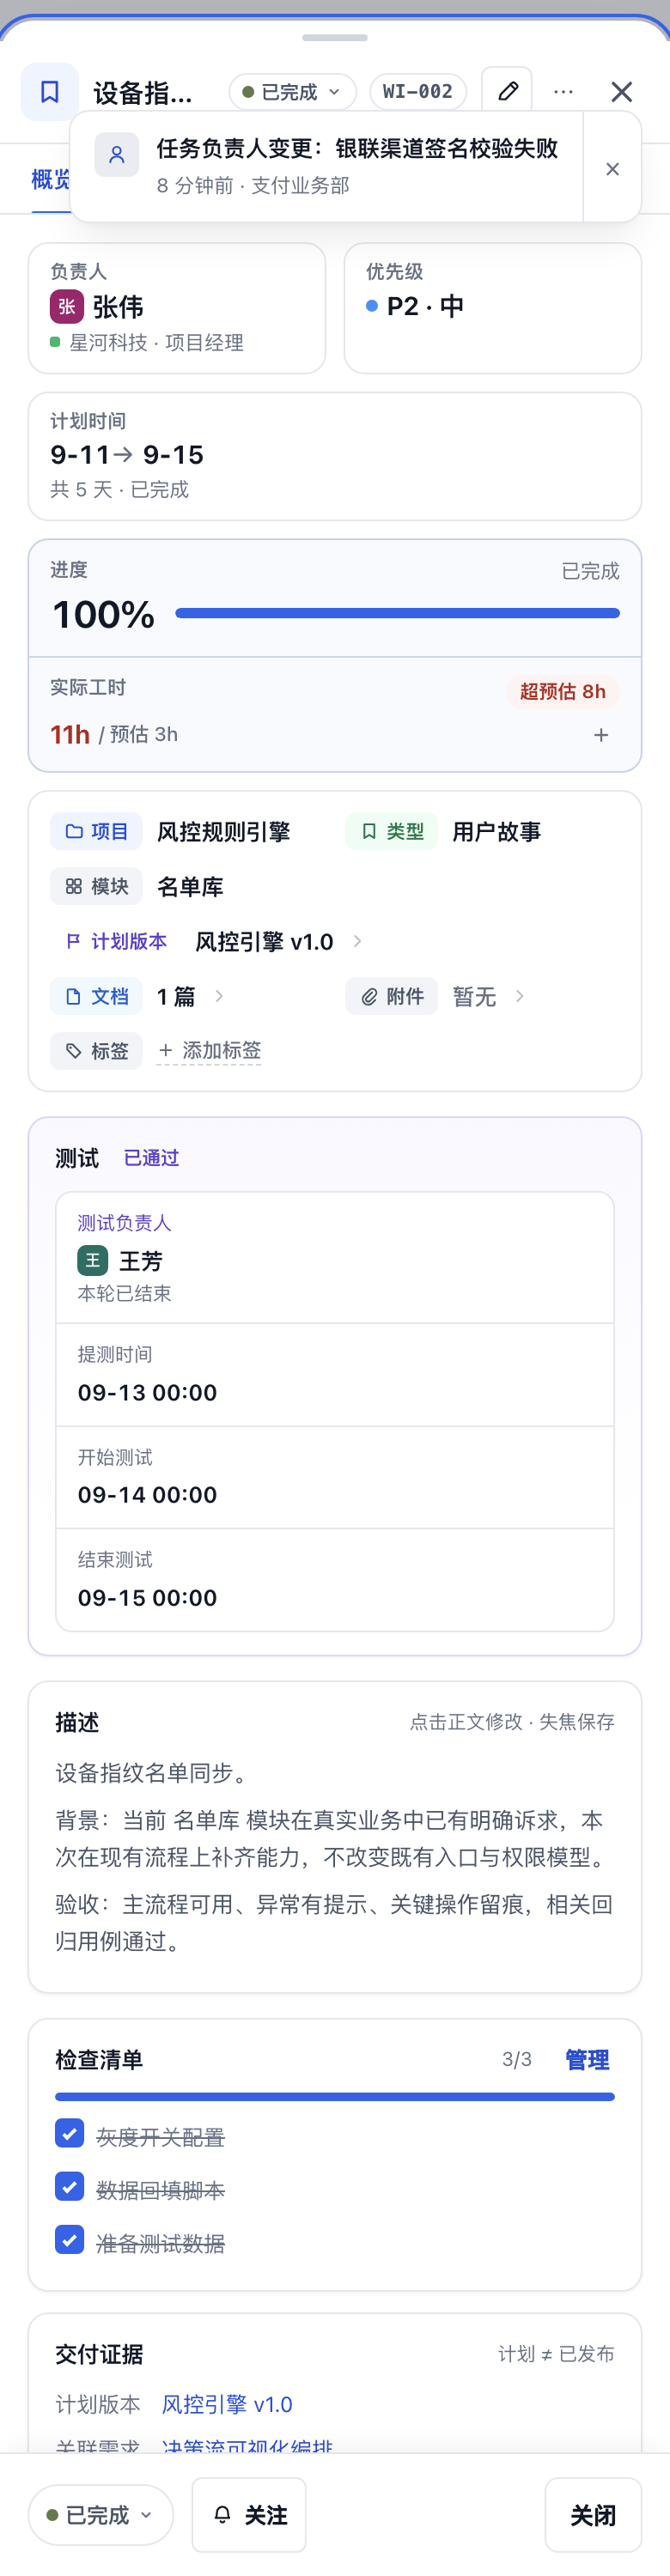 设备指...
已完成
WI-002
任务负责人变更：银联渠道签名校验失败
8 分钟前 · 支付业务部
概览
负责人
张 张伟
星河科技 · 项目经理
优先级
P2 · 中
计划时间
9-11→ 9-15
共 5 天 · 已完成
进度
已完成
100%
实际工时
超预估 8h
11h / 预估 3h
+
项目 风控规则引擎
类型 用户故事
模块 名单库
计划版本 风控引擎 v1.0
文档 1 篇
附件 暂无
标签 + 添加标签
测试 已通过
测试负责人
王 王芳
本轮已结束
提测时间
09-13 00:00
开始测试
09-14 00:00
结束测试
09-15 00:00
描述
点击正文修改 · 失焦保存
设备指纹名单同步。
背景：当前 名单库 模块在真实业务中已有明确诉求，本
次在现有流程上补齐能力，不改变既有入口与权限模型。
验收：主流程可用、异常有提示、关键操作留痕，相关回
归用例通过。
检查清单
3/3 管理
灰度开关配置
数据回填脚本
准备测试数据
交付证据
计划 ≠ 已发布
计划版本 风控引擎 v1.0
关联需求 决策流可视化编排
已完成
关注
关闭